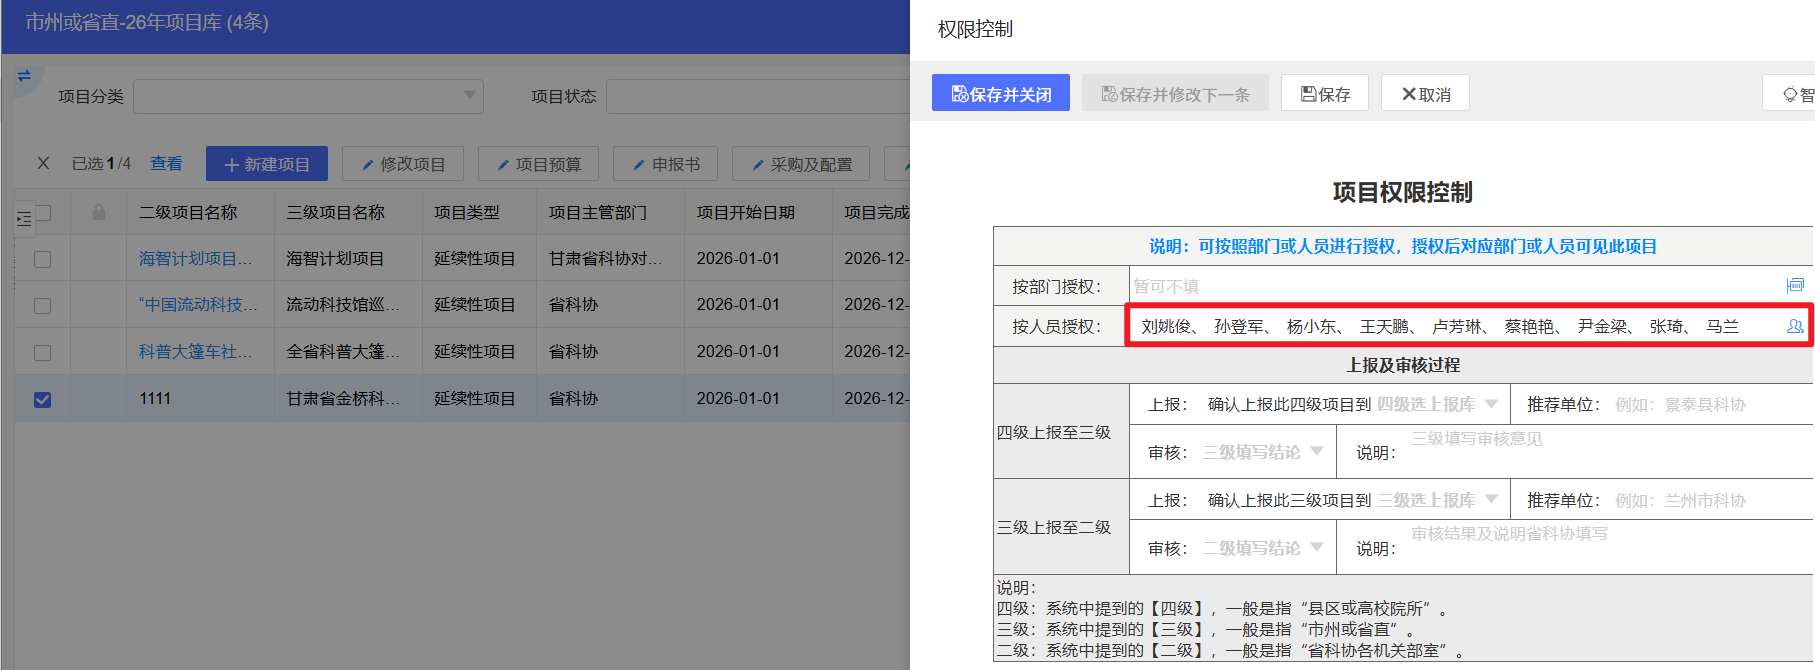 市州或省直-26年项目库 (4条)
项目分类
项目状态
已选1/4 查看 新建项目 修改项目 项目预算 申报书 采购及配置
二级项目名称 三级项目名称 项目类型 项目主管部门 项目开始日期 项目完成
海智计划项目... 海智计划项目 延续性项目 甘肃省科协对... 2026-01-01 2026-12-
“中国流动科技... 流动科技馆巡... 延续性项目 省科协 2026-01-01 2026-12-
科普大篷车社... 全省科普大篷... 延续性项目 省科协 2026-01-01 2026-12-
1111 甘肃省金桥科... 延续性项目 省科协 2026-01-01 2026-12-
权限控制
保存并关闭 保存并修改下一条 保存 取消 智
项目权限控制
说明：可按照部门或人员进行授权，授权后对应部门或人员可见此项目
按部门授权： 暂可不填
按人员授权： 刘姚俊、 孙登军、 杨小东、 王天鹏、 卢芳琳、 蔡艳艳、 尹金梁、 张琦、 马兰
上报及审核过程
四级上报至三级
上报： 确认上报此四级项目到 四级选上报库 推荐单位： 例如：景泰县科协
审核： 三级填写结论 说明： 三级填写审核意见
三级上报至二级
上报： 确认上报此三级项目到 三级选上报库 推荐单位： 例如：兰州市科协
审核： 二级填写结论 说明： 审核结果及说明省科协填写
说明：
四级：系统中提到的【四级】，一般是指“县区或高校院所”。
三级：系统中提到的【三级】，一般是指“市州或省直”。
二级：系统中提到的【二级】，一般是指“省科协各机关部室”。